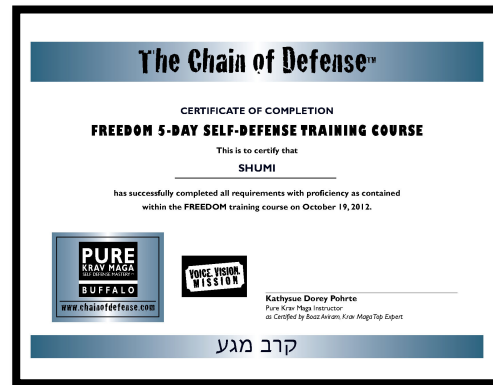 The Chain of Defense™
CERTIFICATE OF COMPLETION
FREEDOM 5-DAY SELF-DEFENSE TRAINING COURSE
This is to certify that
SHUMI
has successfully completed all requirements with proficiency as contained
within the FREEDOM training course on October 19, 2012.
PURE
KRAV MAGA
SELF DEFENSE MASTERY™
BUFFALO
www.chainofdefense.com
VOICE. VISION.
MISSION
Kathysue Dorey Pohrte
Pure Krav Maga Instructor
as Certified by Boaz Aviram, Krav Maga Top Expert
קרב מגע